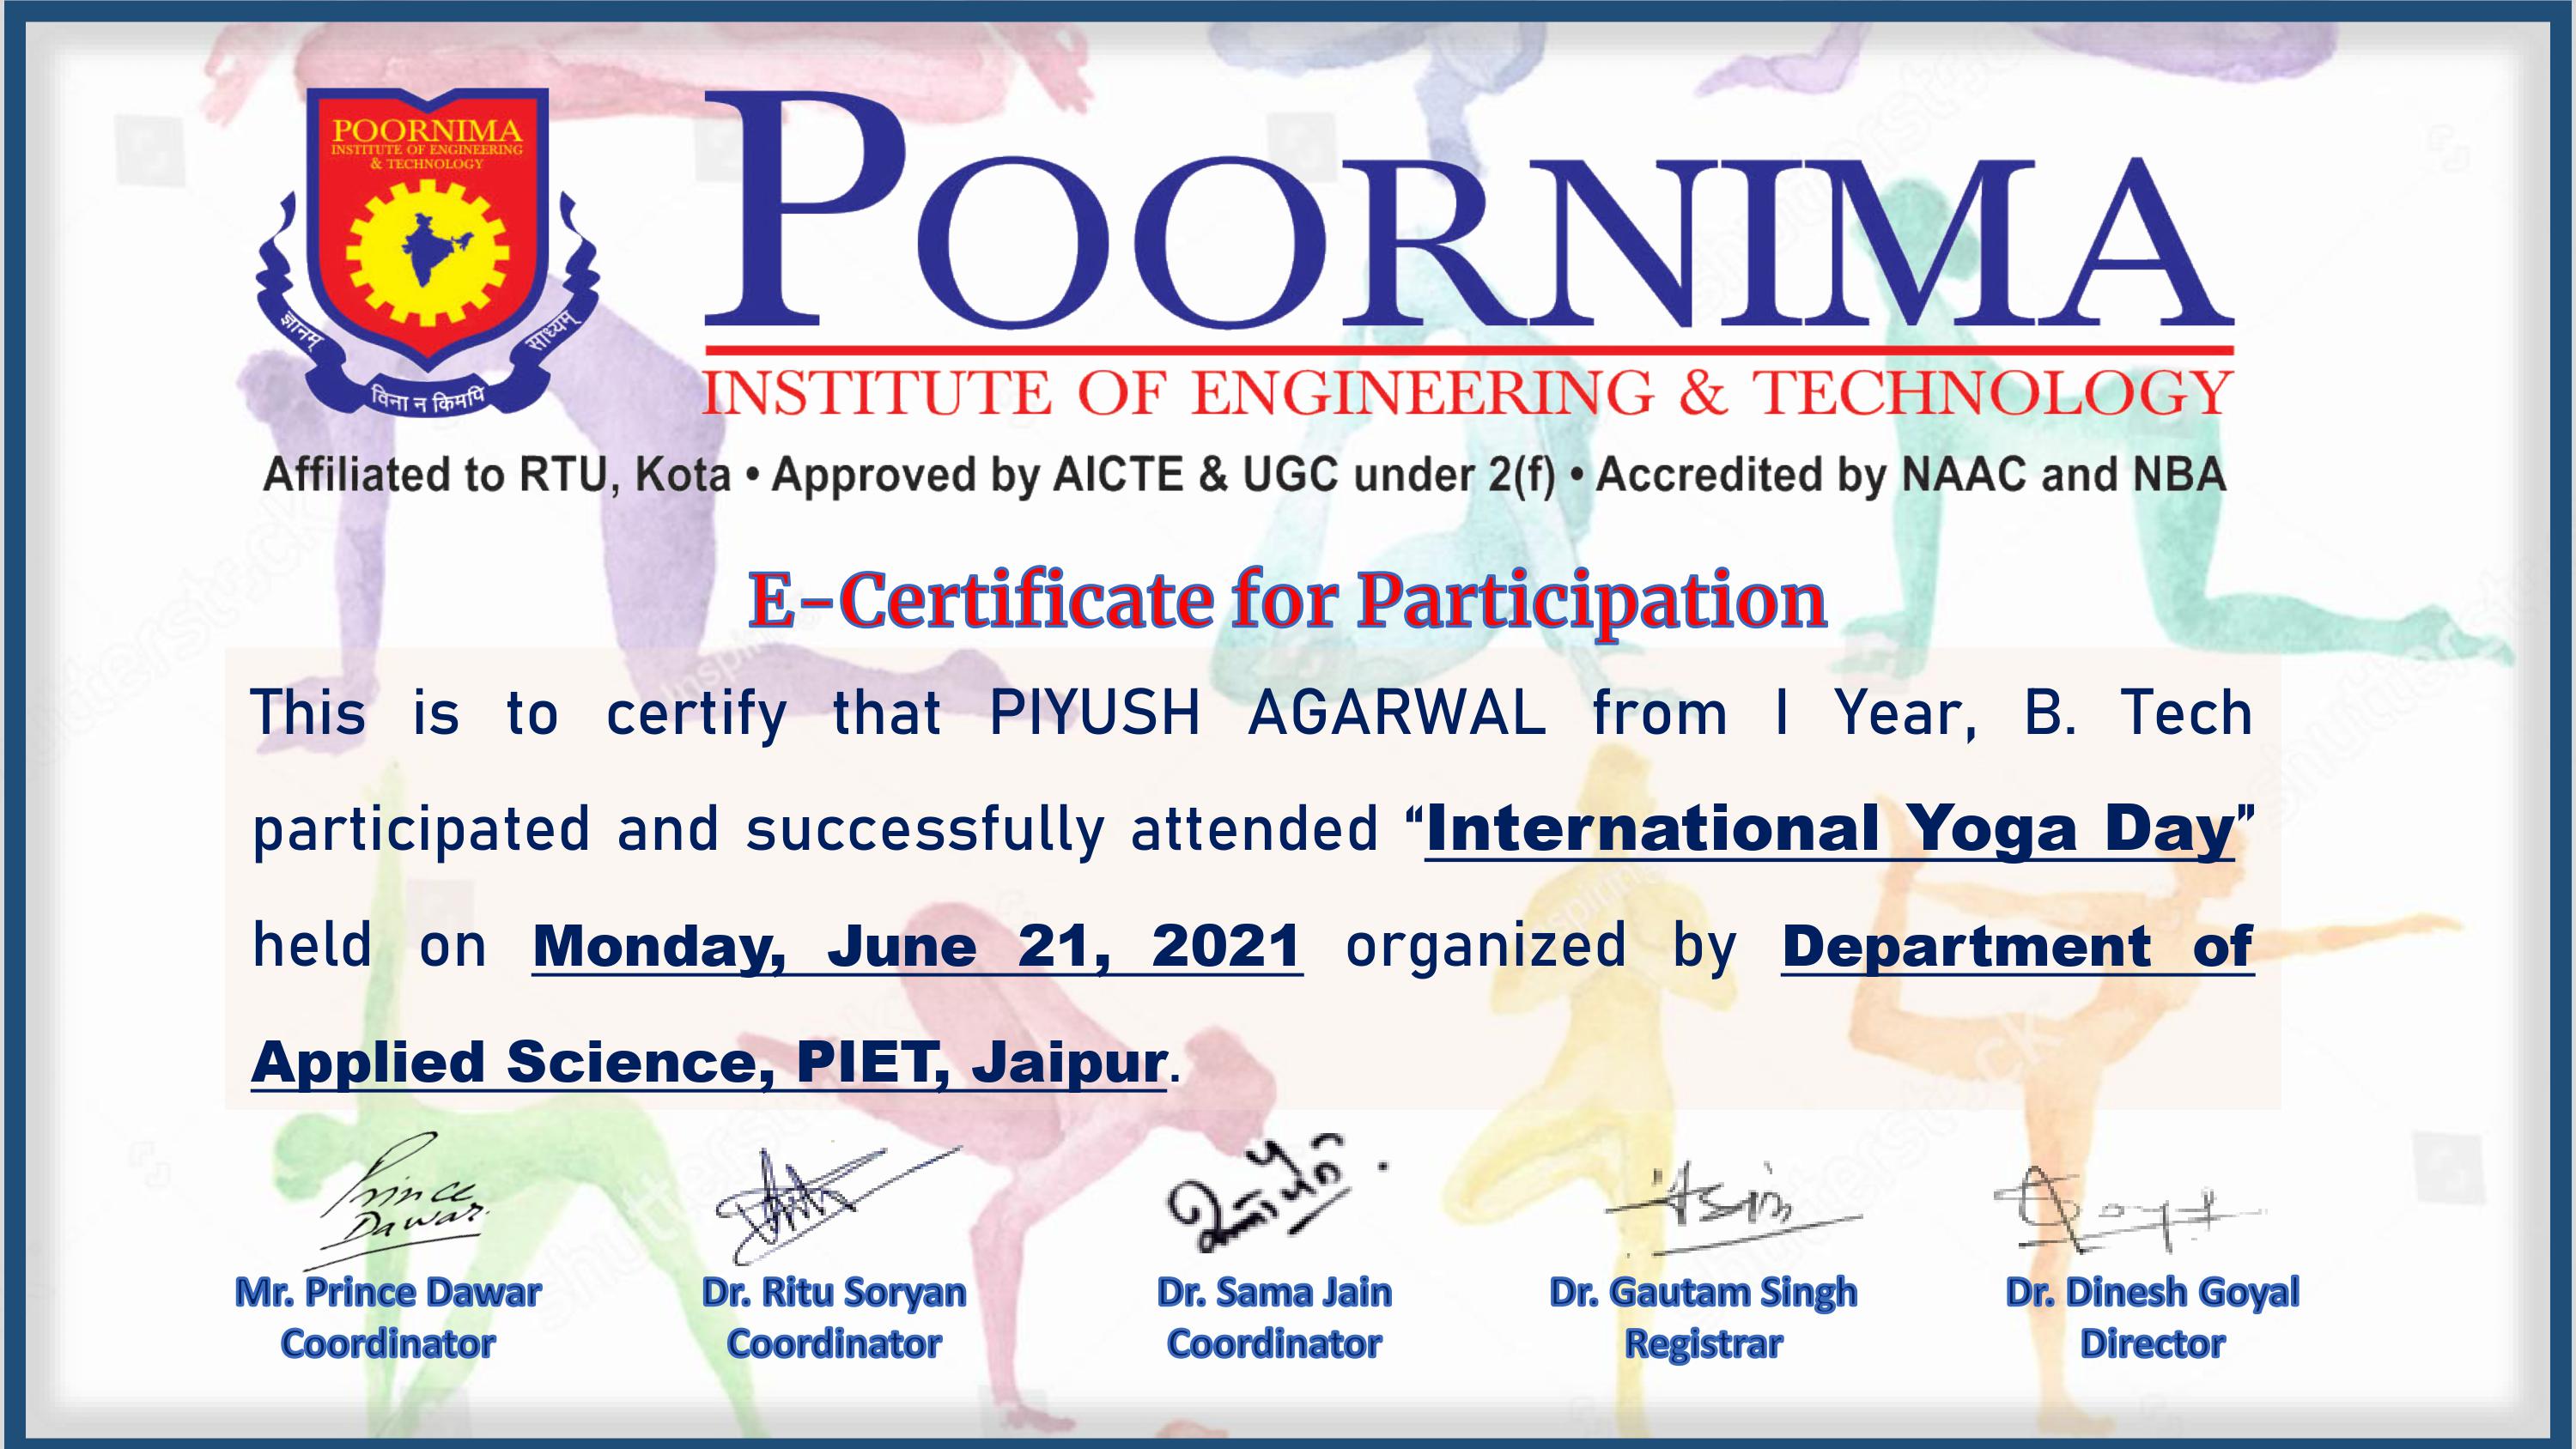 POORNIMA
INSTITUTE OF ENGINEERING
& TECHNOLOGY
ज्ञानम्
विना न किमपि
साध्यम्
POORNIMA
INSTITUTE OF ENGINEERING & TECHNOLOGY
Affiliated to RTU, Kota • Approved by AICTE & UGC under 2(f) • Accredited by NAAC and NBA
E-Certificate for Participation
This is to certify that PIYUSH AGARWAL from I Year, B. Tech
participated and successfully attended “International Yoga Day”
held on Monday, June 21, 2021 organized by Department of
Applied Science, PIET, Jaipur.
Prince
Dawar
Mr. Prince Dawar
Coordinator
Dr. Ritu Soryan
Coordinator
Dr. Sama Jain
Coordinator
Dr. Gautam Singh
Registrar
Dr. Dinesh Goyal
Director